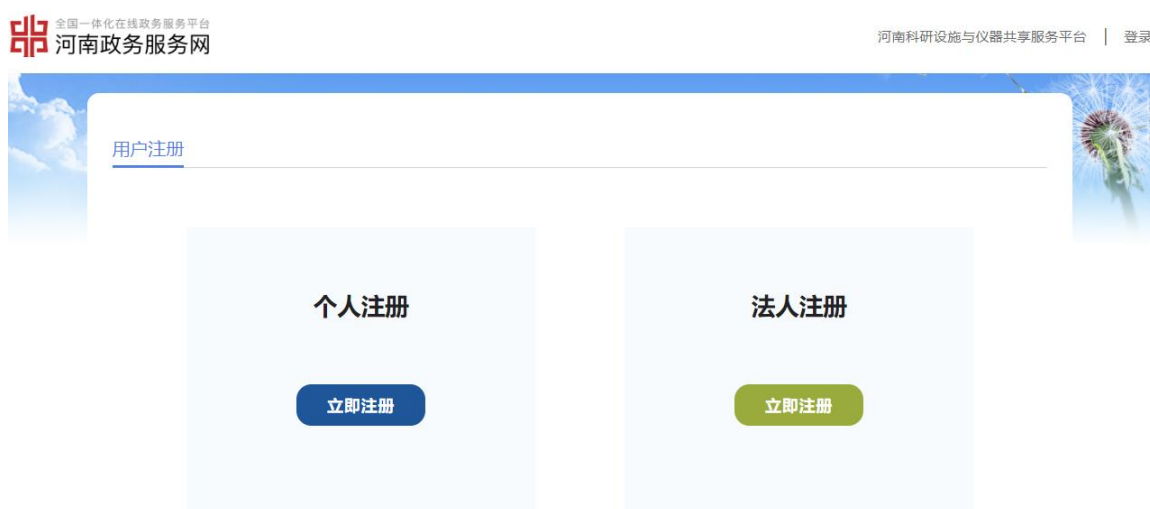 全国一体化在线政务服务平台
河南政务服务网
河南科研设施与仪器共享服务平台 | 登录
用户注册
个人注册
法人注册
立即注册
立即注册